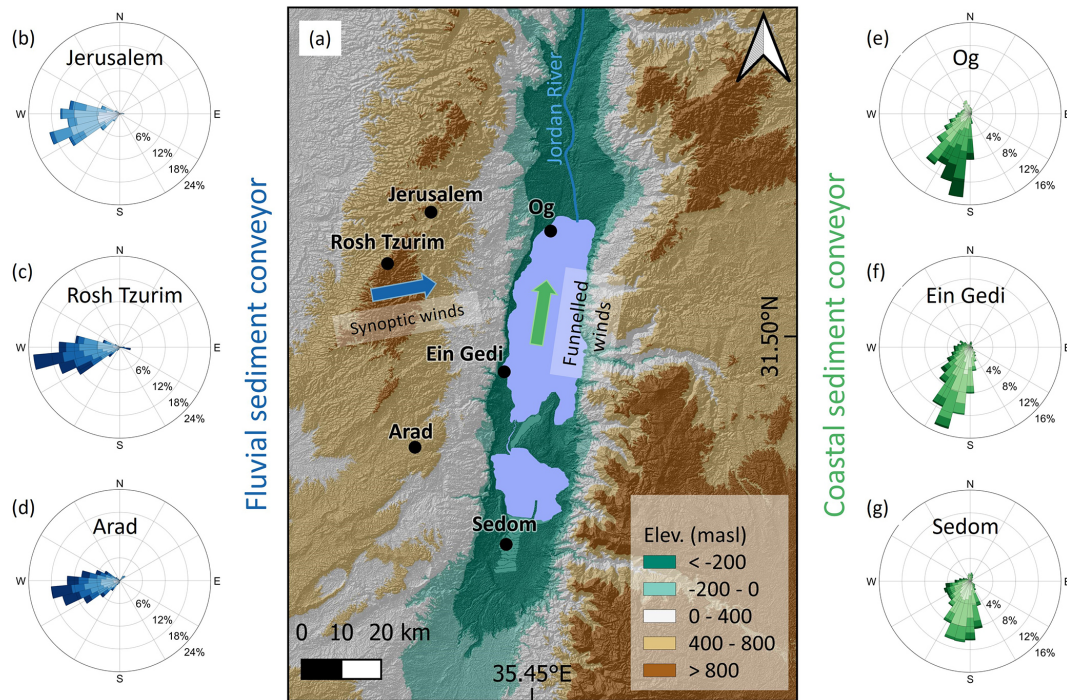 (b)
N
Jerusalem
W
E
6%
12%
18%
24%
S
(c)
N
Rosh Tzurim
W
E
6%
12%
18%
24%
S
(d)
N
Arad
W
E
6%
12%
18%
24%
S
Fluvial sediment conveyor
(a)
Jordan River
Jerusalem
Og
Rosh Tzurim
Synoptic winds
Funnelled
winds
Ein Gedi
31.50°N
Arad
Sedom
Elev. (masl)
< -200
-200 - 0
0 - 400
400 - 800
> 800
0 10 20 km
35.45°E
Coastal sediment conveyor
(e)
N
Og
W
E
4%
8%
12%
16%
S
(f)
N
Ein Gedi
W
E
4%
8%
12%
16%
S
(g)
N
Sedom
W
E
4%
8%
12%
16%
S